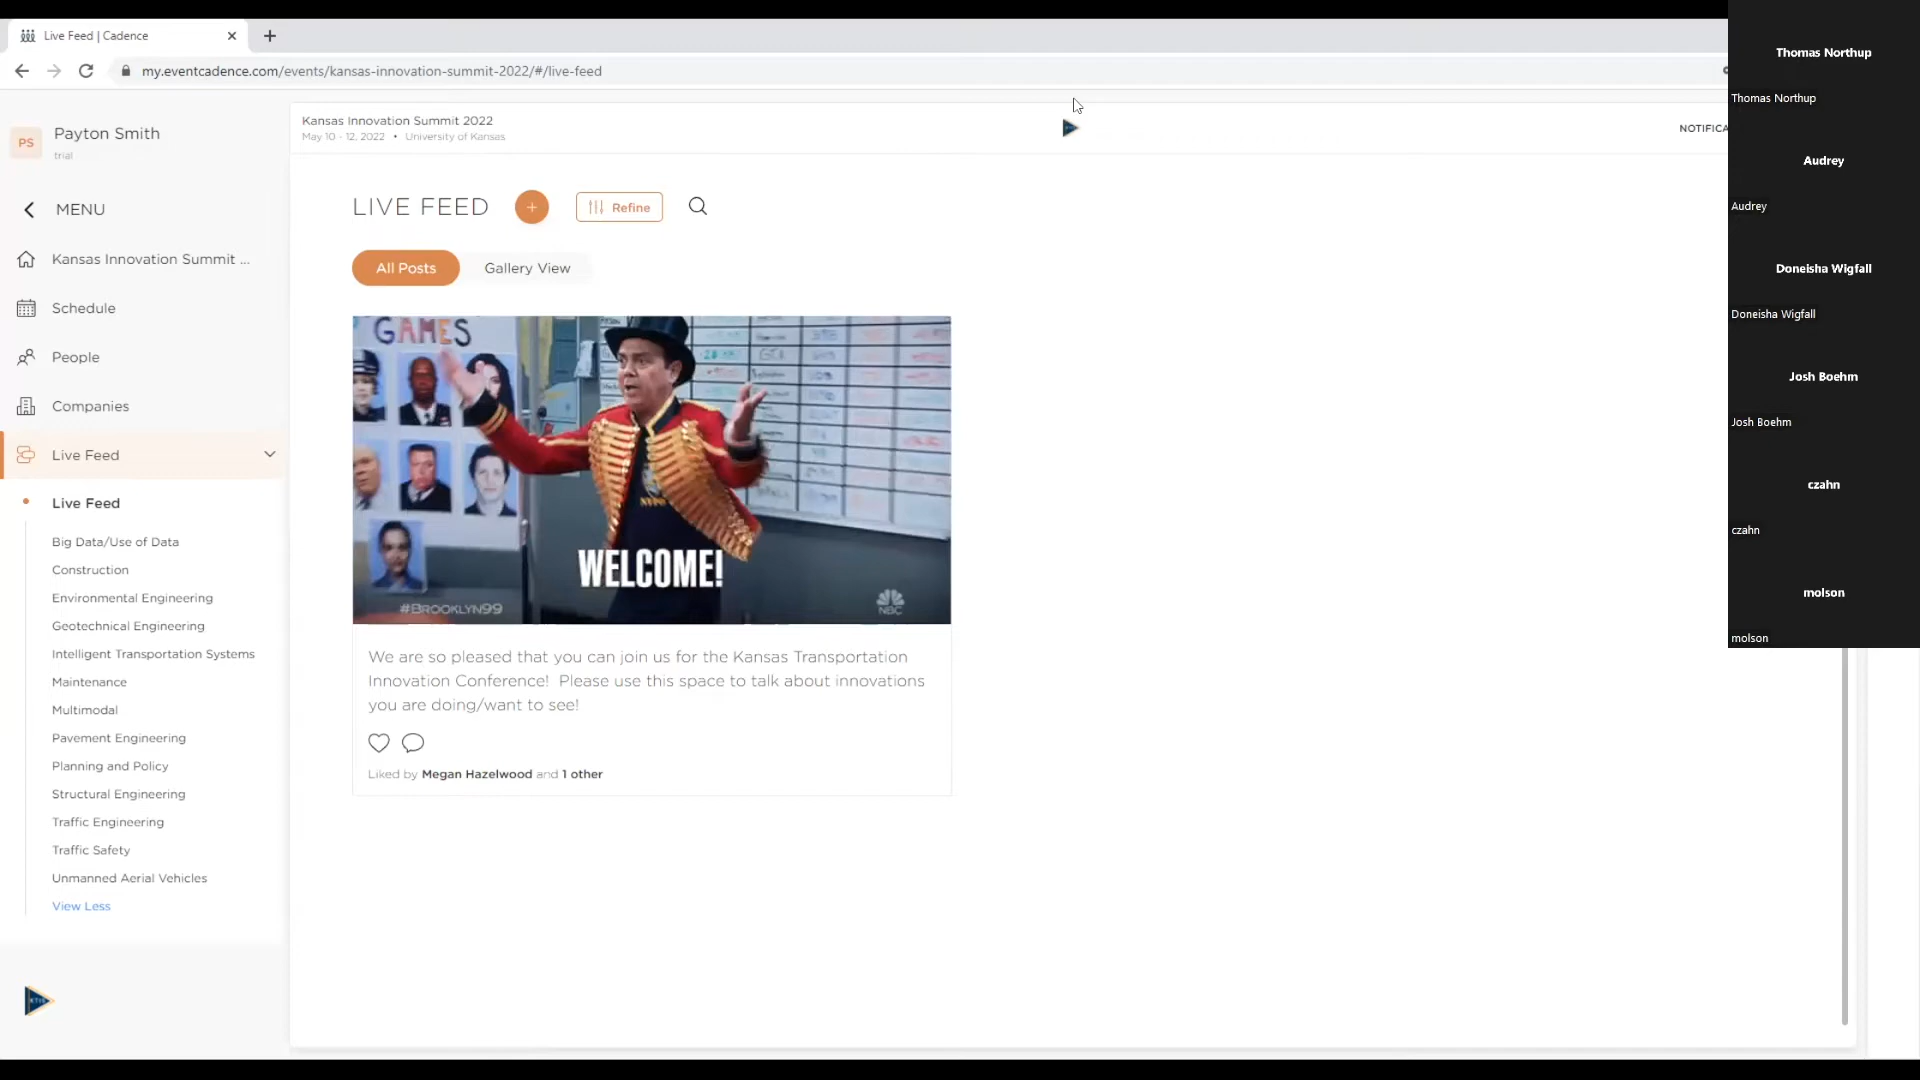 Live Feed | Cadence
my.eventcadence.com/events/kansas-innovation-summit-2022/#/live-feed
PS
Payton Smith
trial
MENU
Kansas Innovation Summit ...
Schedule
People
Companies
Live Feed
Live Feed
Big Data/Use of Data
Construction
Environmental Engineering
Geotechnical Engineering
Intelligent Transportation Systems
Maintenance
Multimodal
Pavement Engineering
Planning and Policy
Structural Engineering
Traffic Engineering
Traffic Safety
Unmanned Aerial Vehicles
View Less
Kansas Innovation Summit 2022
May 10 - 12, 2022 • University of Kansas
NOTIFICA
LIVE FEED
Refine
All Posts
Gallery View
GAMES
WELCOME!
#BROOKLYN99
NBC
We are so pleased that you can join us for the Kansas Transportation
Innovation Conference! Please use this space to talk about innovations
you are doing/want to see!
Liked by Megan Hazelwood and 1 other
Thomas Northup
Thomas Northup
Audrey
Audrey
Doneisha Wigfall
Doneisha Wigfall
Josh Boehm
Josh Boehm
czahn
czahn
molson
molson